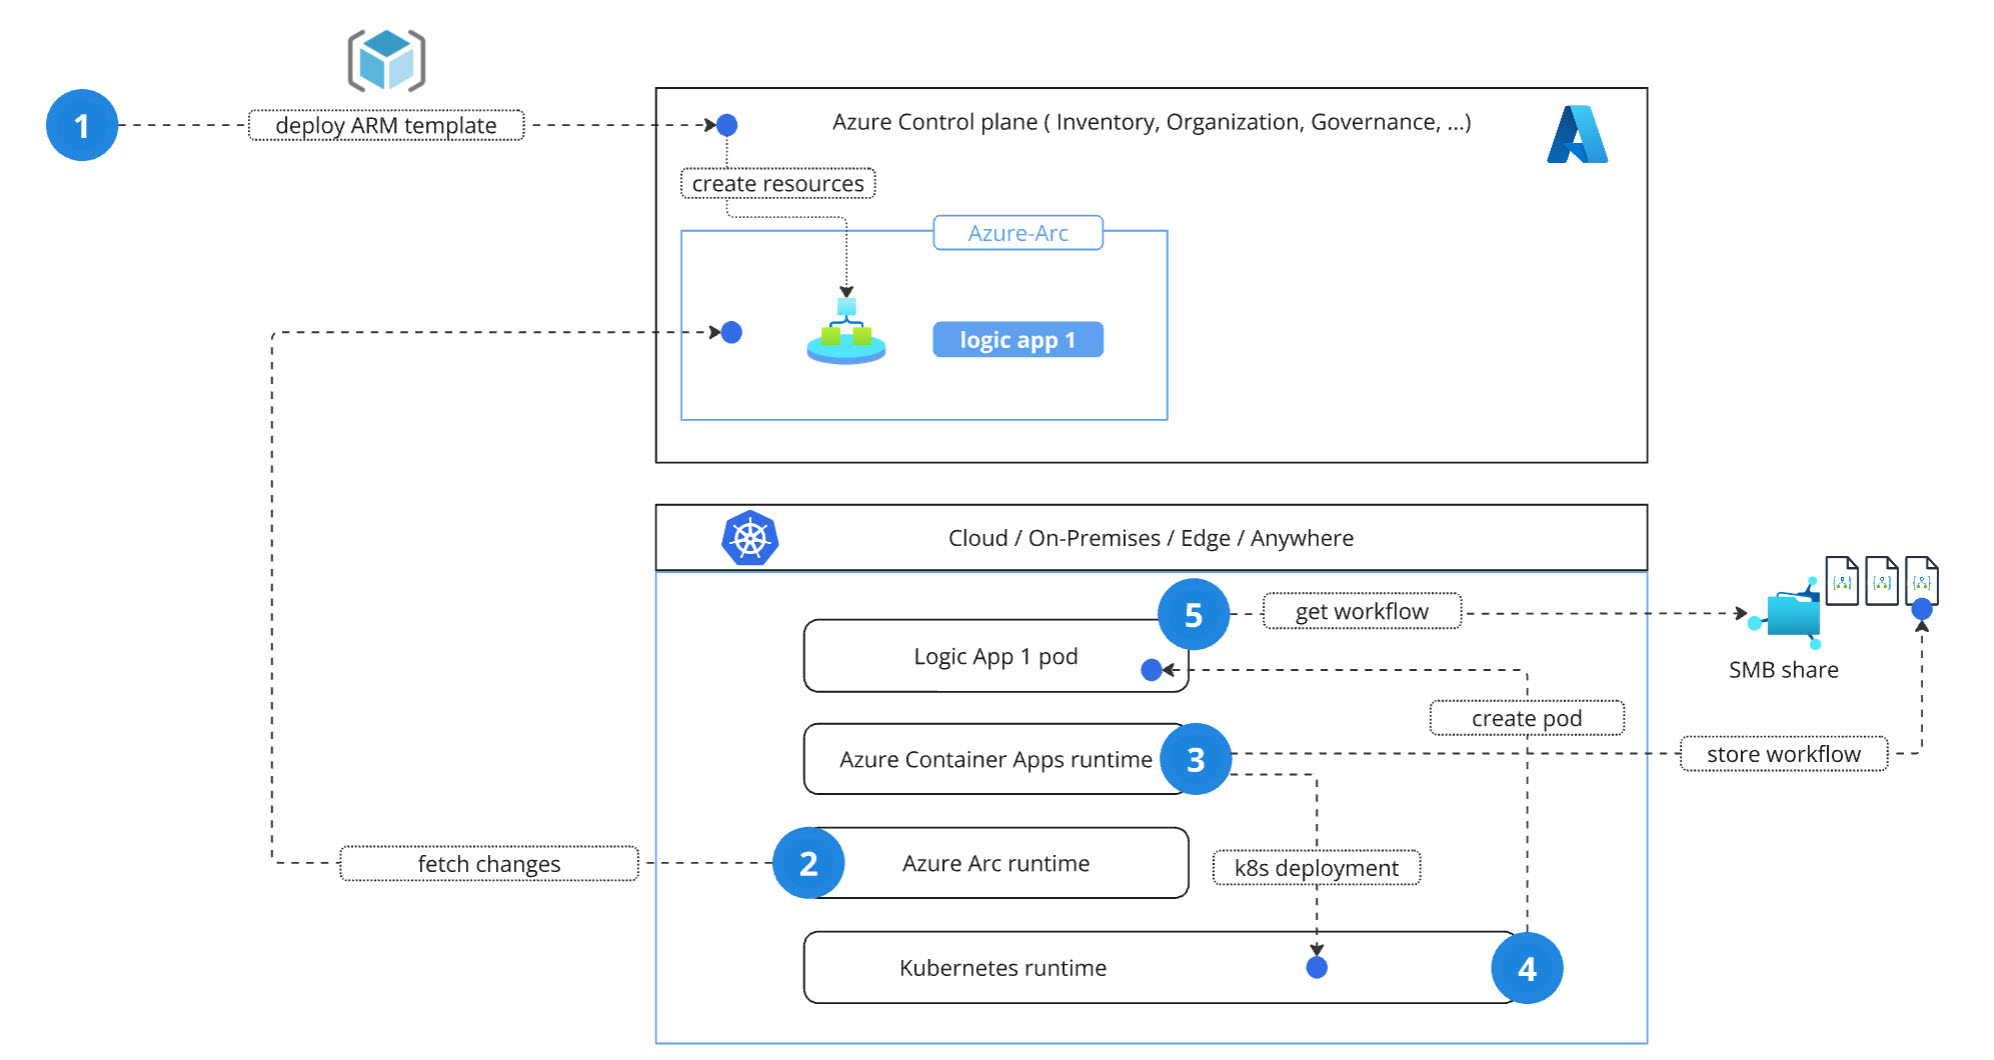 1
deploy ARM template
Azure Control plane ( Inventory, Organization, Governance, ...)
create resources
Azure-Arc
logic app 1
Cloud / On-Premises / Edge / Anywhere
5
get workflow
Logic App 1 pod
SMB share
create pod
Azure Container Apps runtime
3
store workflow
fetch changes
2
Azure Arc runtime
k8s deployment
Kubernetes runtime
4